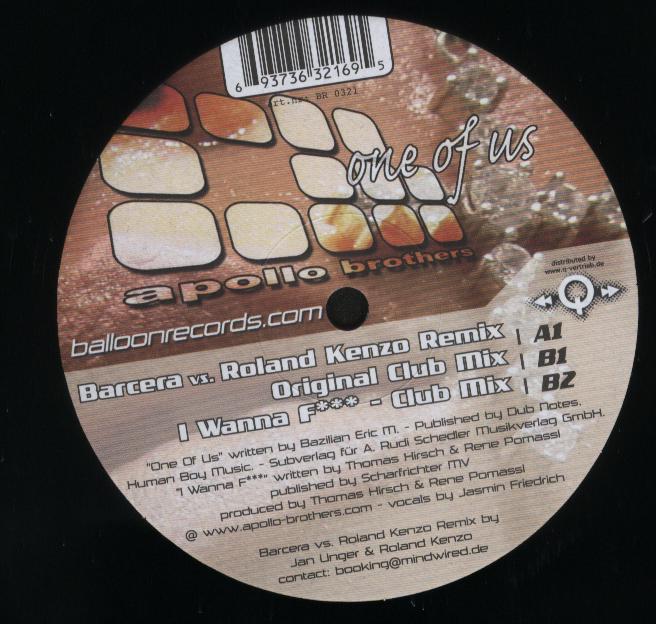 6 93736 32169 5
art.nr: BR 0321
one of us
apollo brothers
distributed by
www.q-vertrieb.de
Q
balloonrecords.com
Barcera vs. Roland Kenzo Remix | A1
Original Club Mix | B1
I Wanna F*** - Club Mix | B2
"One Of Us" written by Bazilian Eric M. - Published by Dub Notes,
Human Boy Music. - Subverlag für A. Rudi Schedler Musikverlag GmbH.
"I Wanna F***" written by Thomas Hirsch & Rene Pomassl
published by Scharfrichter MV
produced by Thomas Hirsch & Rene Pomassl
@ www.apollo-brothers.com - vocals by Jasmin Friedrich
Barcera vs. Roland Kenzo Remix by
Jan Unger & Roland Kenzo
contact: booking@mindwired.de